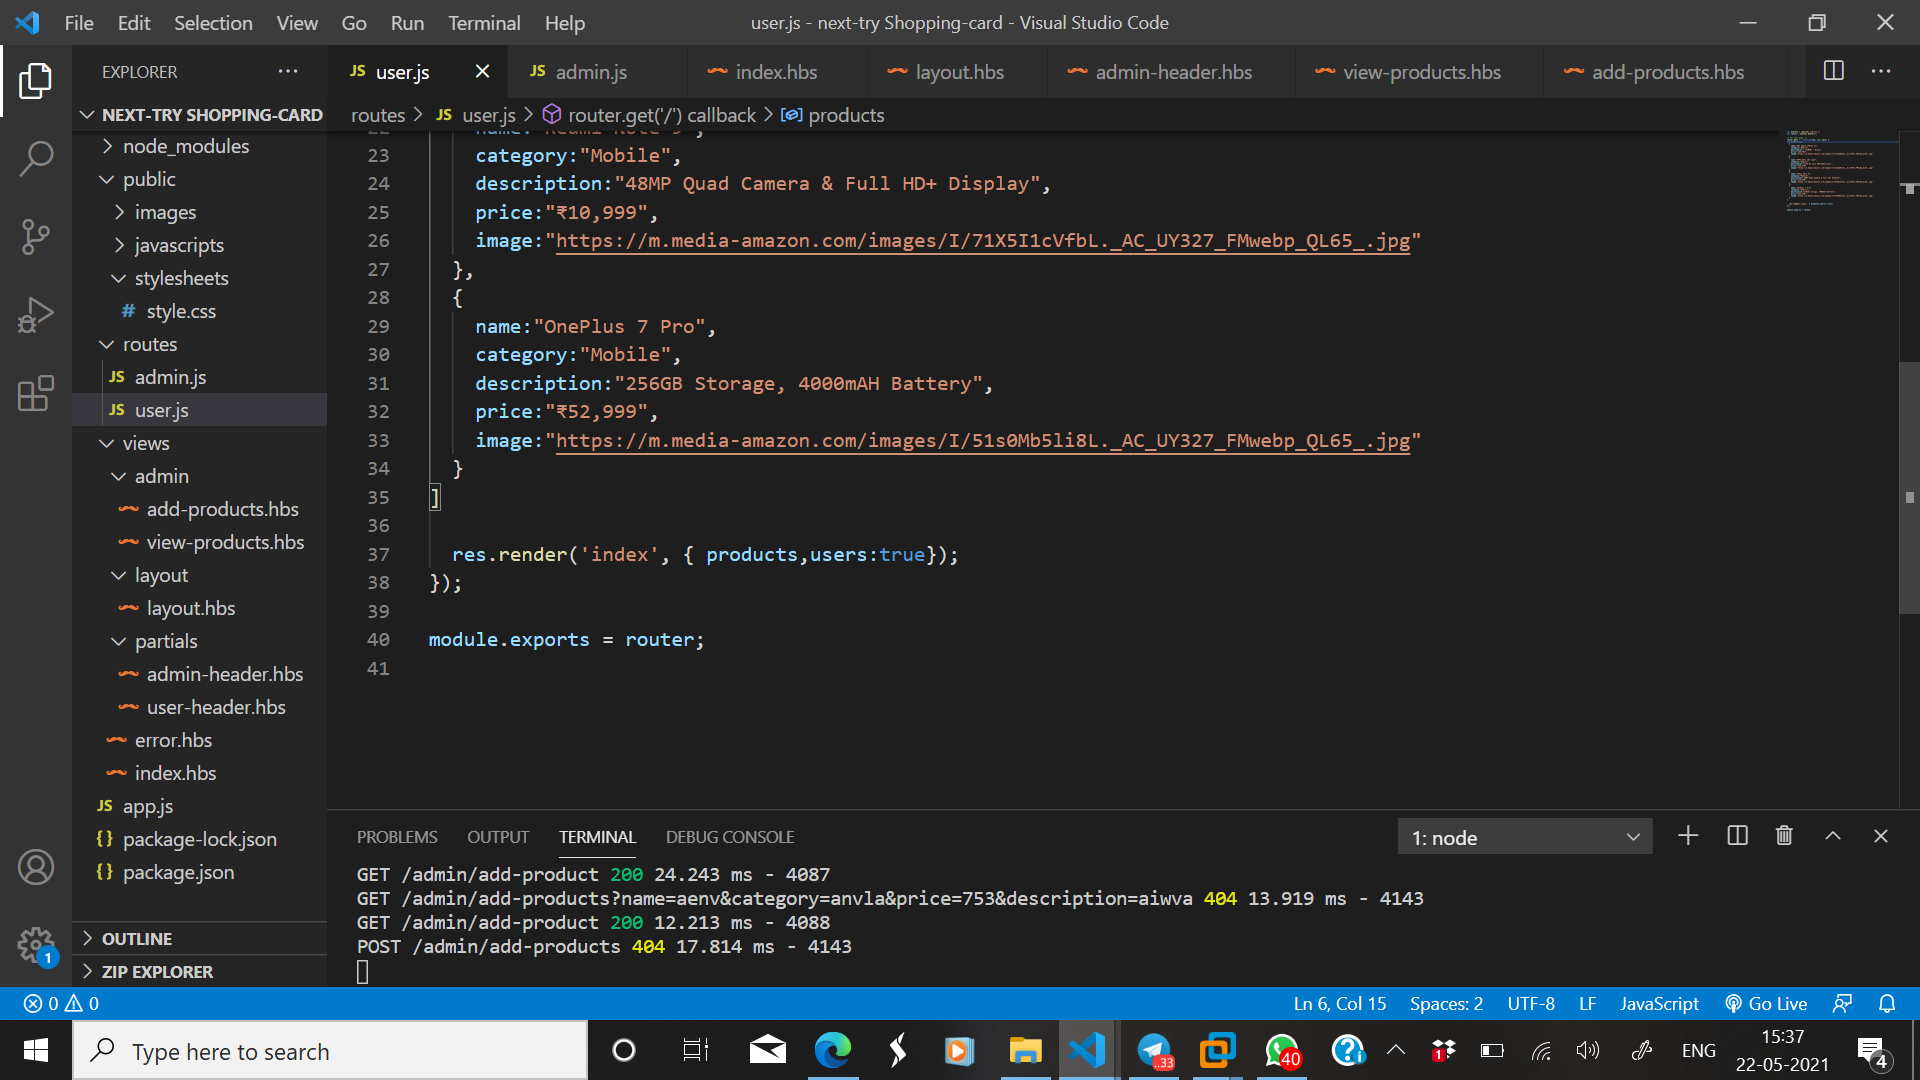 File Edit Selection View Go Run Terminal Help
user.js - next-try Shopping-card - Visual Studio Code
EXPLORER
JS user.js
JS admin.js
index.hbs
layout.hbs
admin-header.hbs
view-products.hbs
add-products.hbs
routes > JS user.js > router.get('/') callback > products
NEXT-TRY SHOPPING-CARD
node_modules
public
images
javascripts
stylesheets
# style.css
routes
JS admin.js
JS user.js
views
admin
add-products.hbs
view-products.hbs
layout
layout.hbs
partials
admin-header.hbs
user-header.hbs
error.hbs
index.hbs
JS app.js
{} package-lock.json
{} package.json
OUTLINE
ZIP EXPLORER
22 name:"Redmi Note 9",
23 category:"Mobile",
24 description:"48MP Quad Camera & Full HD+ Display",
25 price:"₹10,999",
26 image:"https://m.media-amazon.com/images/I/71X5I1cVfbL._AC_UY327_FMwebp_QL65_.jpg"
27 },
28 {
29 name:"OnePlus 7 Pro",
30 category:"Mobile",
31 description:"256GB Storage, 4000mAH Battery",
32 price:"₹52,999",
33 image:"https://m.media-amazon.com/images/I/51s0Mb5li8L._AC_UY327_FMwebp_QL65_.jpg"
34 }
35 ]
36
37 res.render('index', { products,users:true});
38 });
39
40 module.exports = router;
41
PROBLEMS OUTPUT TERMINAL DEBUG CONSOLE
1: node
GET /admin/add-product 200 24.243 ms - 4087
GET /admin/add-products?name=aenv&category=anvla&price=753&description=aiwva 404 13.919 ms - 4143
GET /admin/add-product 200 12.213 ms - 4088
POST /admin/add-products 404 17.814 ms - 4143
1
0 0
Ln 6, Col 15 Spaces: 2 UTF-8 LF JavaScript Go Live
Type here to search
..33
40
1
ENG
15:37
22-05-2021
4